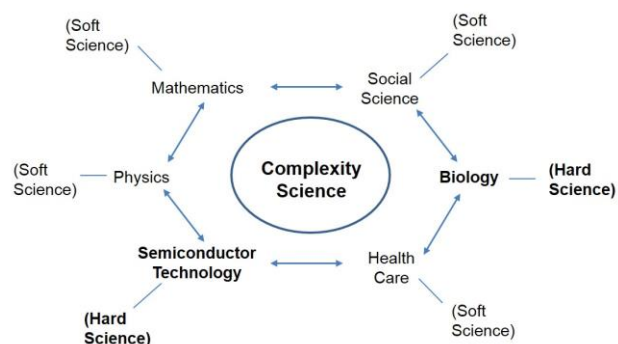 (Soft
Science)
(Soft
Science)
Mathematics
Social
Science
(Soft
Science)
Physics
Complexity
Science
Biology
(Hard
Science)
Semiconductor
Technology
Health
Care
(Hard
Science)
(Soft
Science)